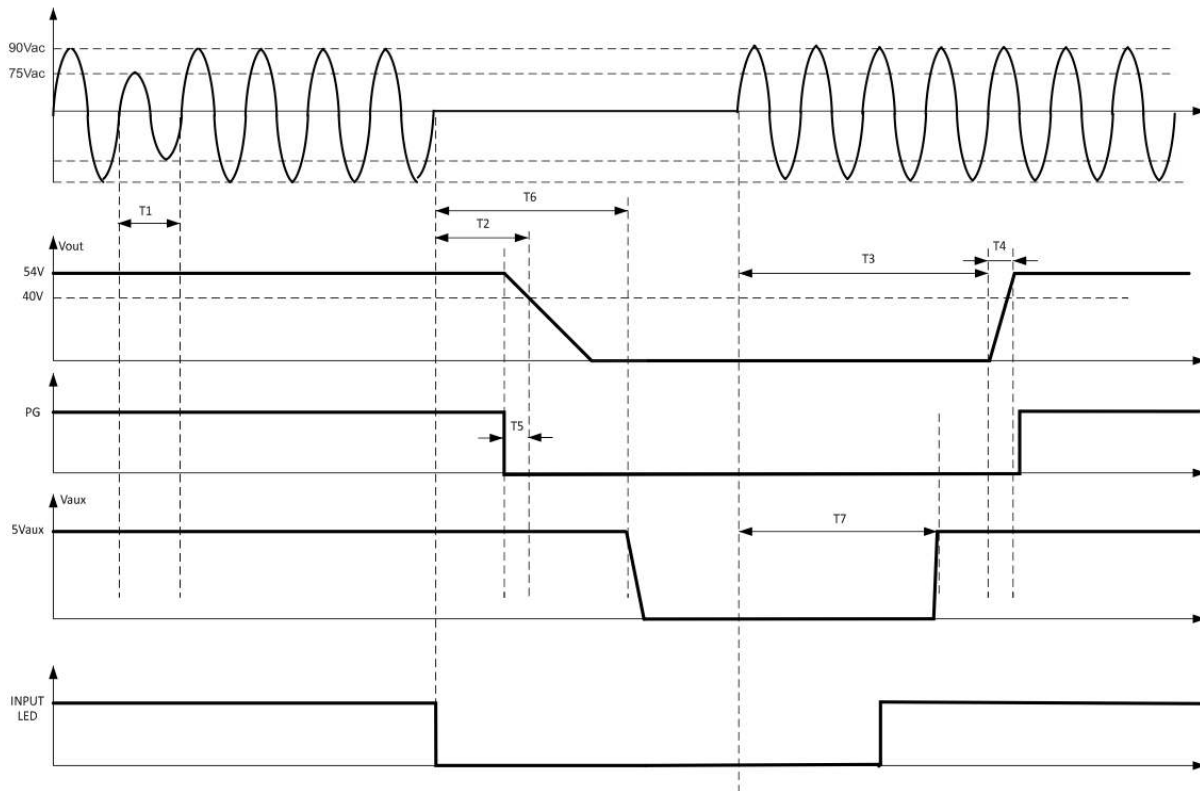 90Vac
75Vac
T1
T6
T2
Vout
54V
40V
T3
T4
PG
T5
Vaux
5Vaux
T7
INPUT
LED